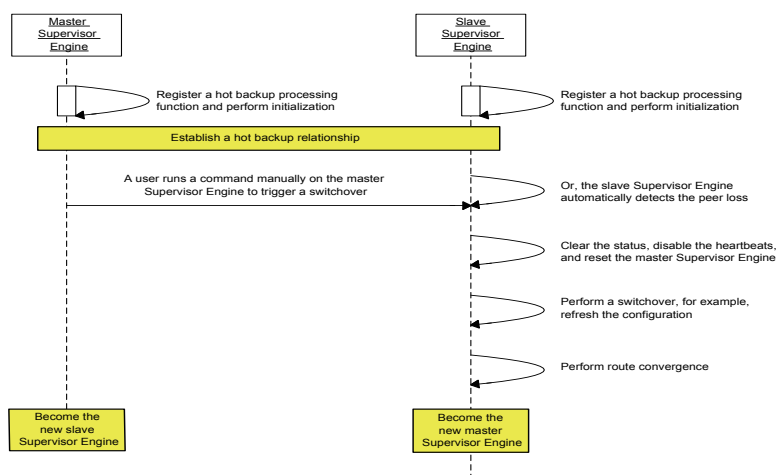 Master
Supervisor
Engine
Slave
Supervisor
Engine
Register a hot backup processing
function and perform initialization
Register a hot backup processing
function and perform initialization
Establish a hot backup relationship
A user runs a command manually on the master
Supervisor Engine to trigger a switchover
Or, the slave Supervisor Engine
automatically detects the peer loss
Clear the status, disable the heartbeats,
and reset the master Supervisor Engine
Perform a switchover, for example,
refresh the configuration
Perform route convergence
Become the
new slave
Supervisor Engine
Become the
new master
Supervisor Engine